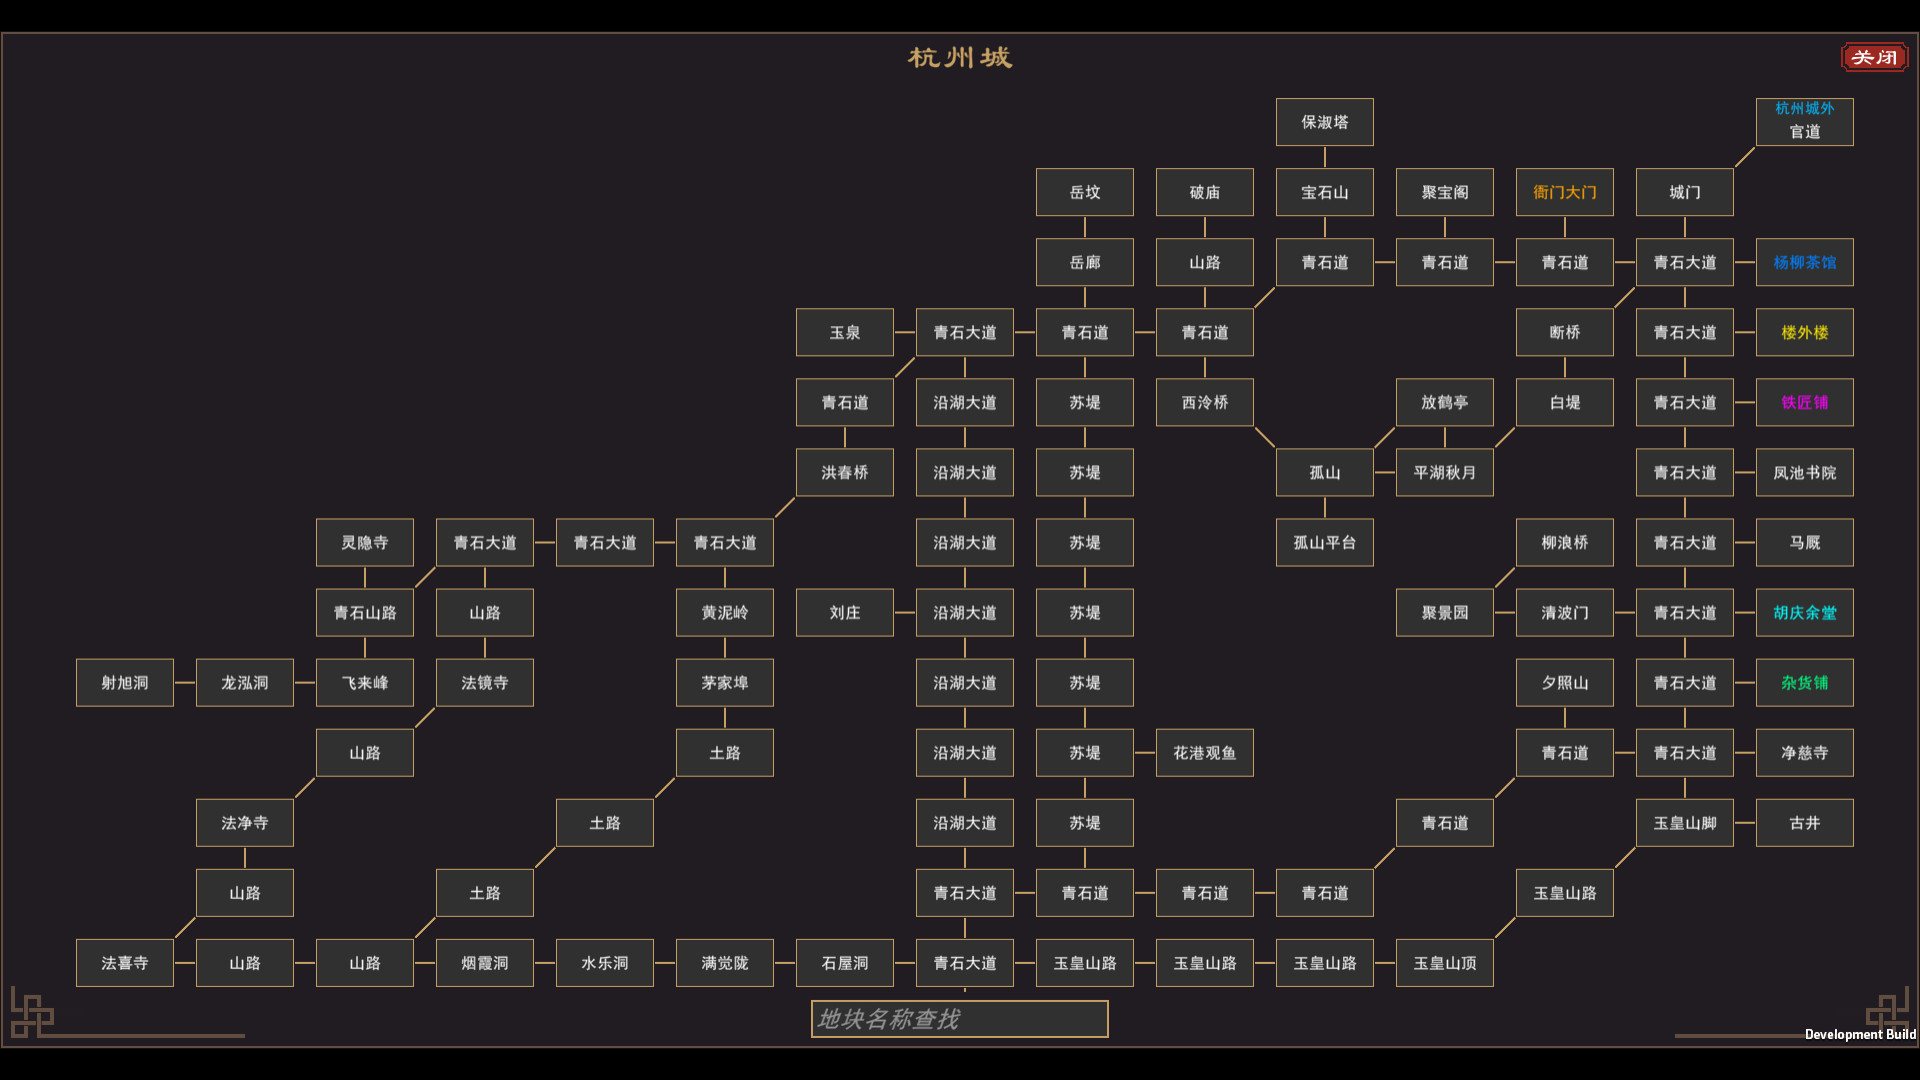 杭州城
关闭
保淑塔
杭州城外
官道
岳坟
破庙
宝石山
聚宝阁
衙门大门
城门
岳廊
山路
青石道
青石道
青石道
青石大道
杨柳茶馆
玉泉
青石大道
青石道
青石道
断桥
青石大道
楼外楼
青石道
沿湖大道
苏堤
西泠桥
放鹤亭
白堤
青石大道
铁匠铺
洪春桥
沿湖大道
苏堤
孤山
平湖秋月
青石大道
凤池书院
灵隐寺
青石大道
青石大道
青石大道
沿湖大道
苏堤
孤山平台
柳浪桥
青石大道
马厩
青石山路
山路
黄泥岭
刘庄
沿湖大道
苏堤
聚景园
清波门
青石大道
胡庆余堂
射旭洞
龙泓洞
飞来峰
法镜寺
茅家埠
沿湖大道
苏堤
夕照山
青石大道
杂货铺
山路
土路
沿湖大道
苏堤
花港观鱼
青石道
青石大道
净慈寺
法净寺
土路
沿湖大道
苏堤
青石道
玉皇山脚
古井
山路
土路
青石大道
青石道
青石道
青石道
玉皇山路
法喜寺
山路
山路
烟霞洞
水乐洞
满觉陇
石屋洞
青石大道
玉皇山路
玉皇山路
玉皇山路
玉皇山顶
地块名称查找
Development Build